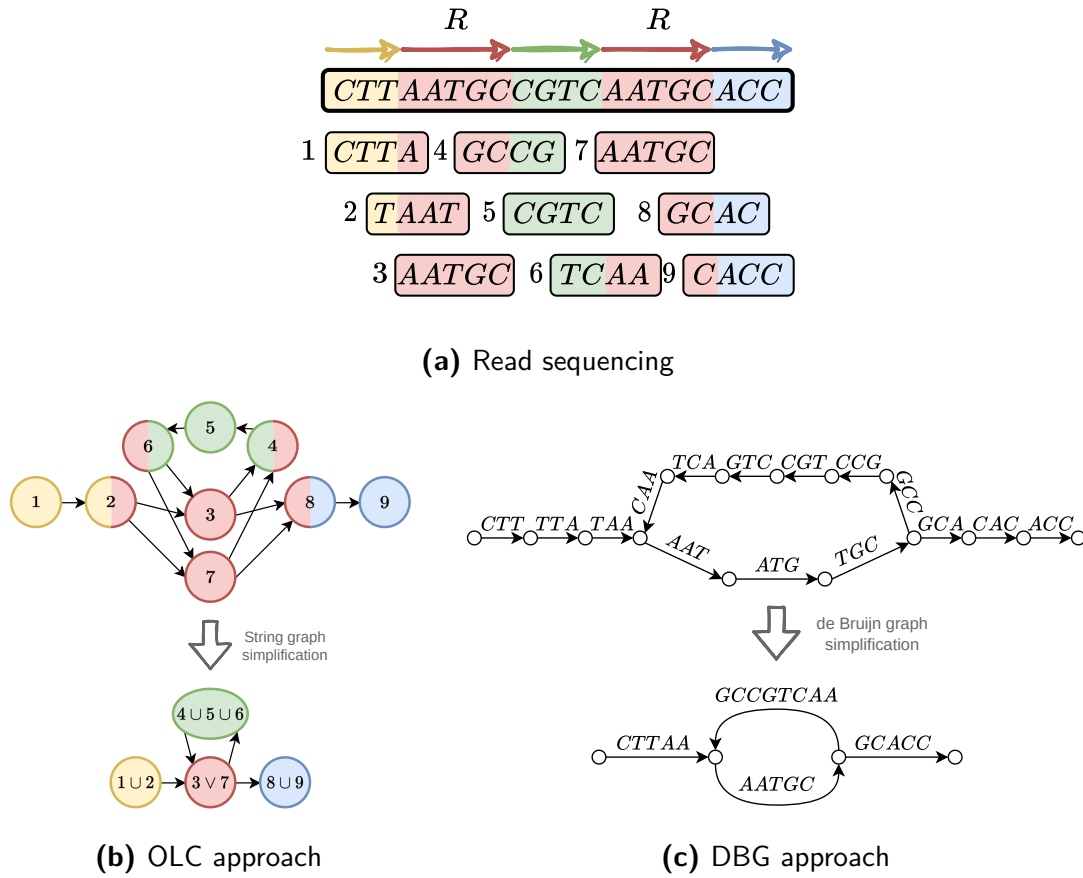 R R
CTTAATGCCGTCAATGCACC
1 CTTA 4 GCCG 7 AATGC
2 TAAT 5 CGTC 8 GCAC
3 AATGC 6 TCAA 9 CACC
(a) Read sequencing
5
6 4
1 2 3 8 9
7
String graph
simplification
4 ∪ 5 ∪ 6
1 ∪ 2 3 ∨ 7 8 ∪ 9
(b) OLC approach
TCA GTC CGT CCG
CAA GCC
CTT TTA TAA GCA CAC ACC
AAT ATG TGC
de Bruijn graph
simplification
GCCGTCAA
CTTAA GCACC
AATGC
(c) DBG approach